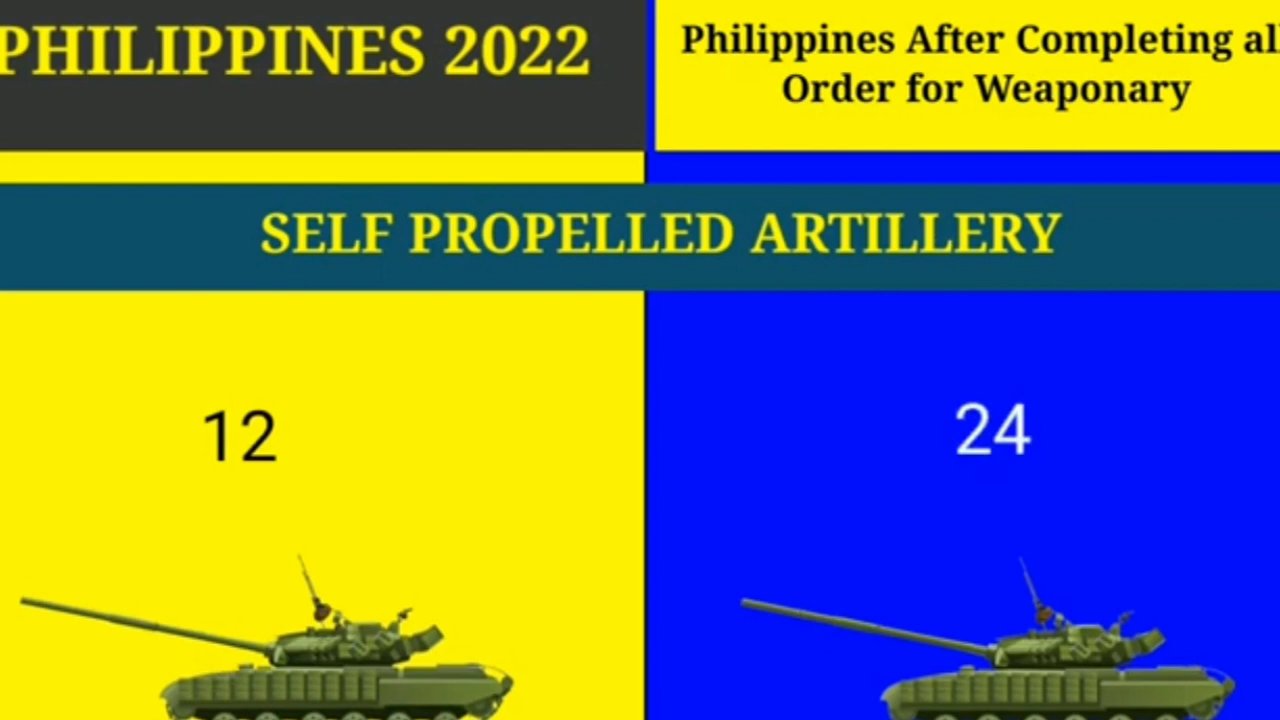 PHILIPPINES 2022
Philippines After Completing al
Order for Weaponary
SELF PROPELLED ARTILLERY
12
24